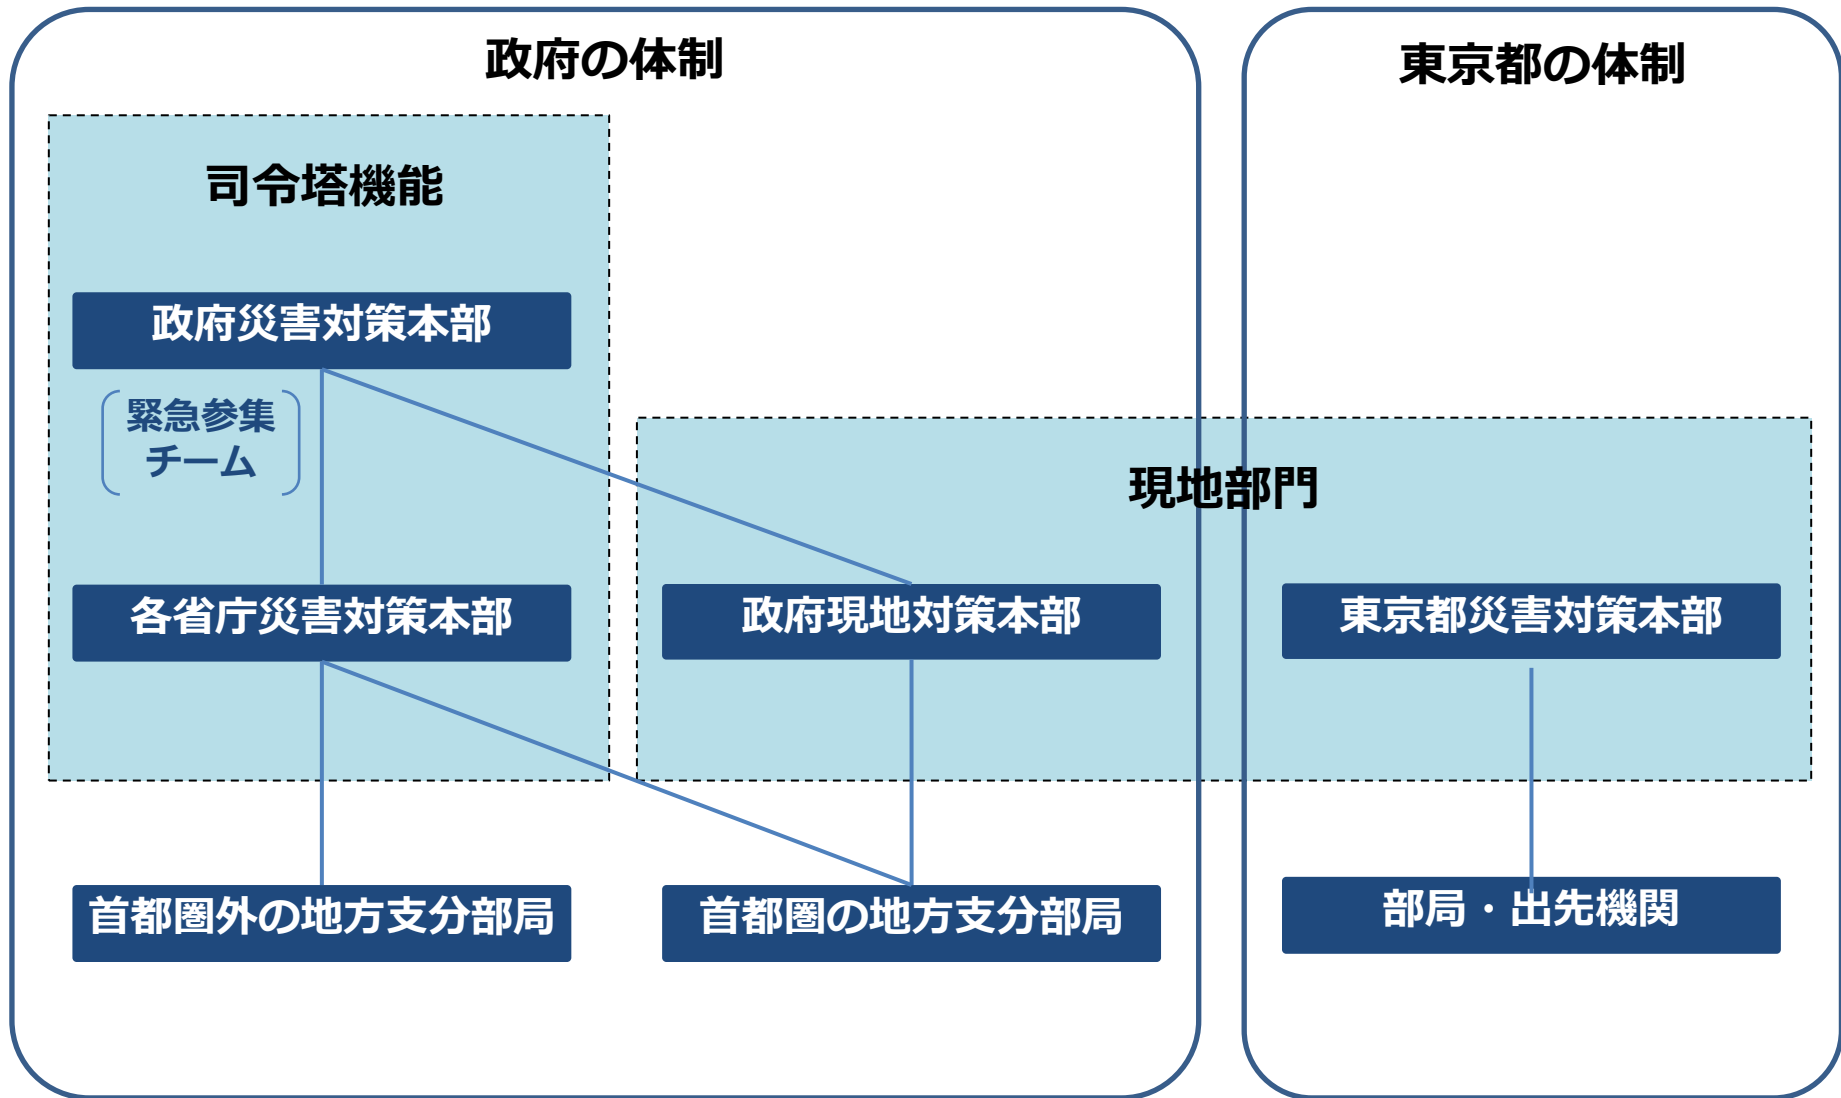 政府の体制
東京都の体制
司令塔機能
政府災害対策本部
緊急参集
チーム
現地部門
各省庁災害対策本部
政府現地対策本部
東京都災害対策本部
首都圏外の地方支分部局
首都圏の地方支分部局
部局・出先機関